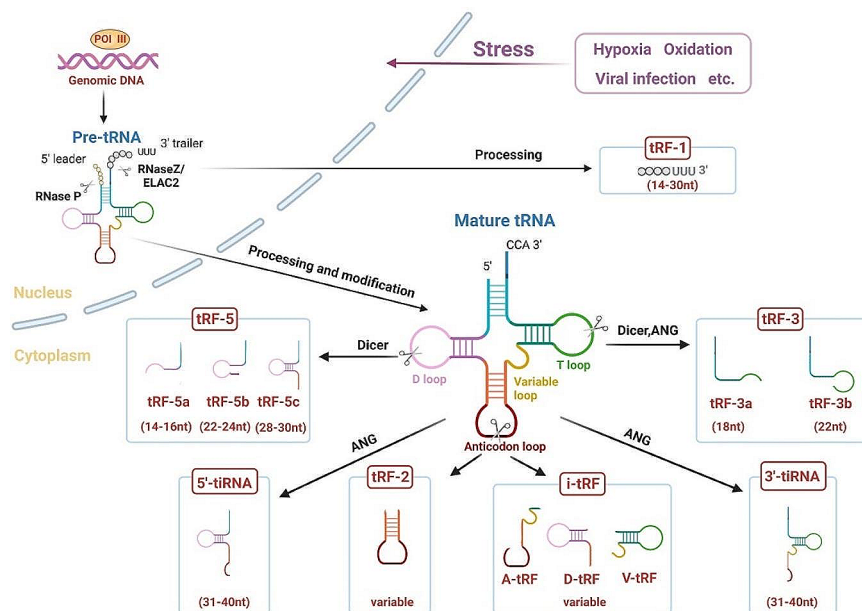 POI III
Genomic DNA
Stress
Hypoxia Oxidation
Viral infection etc.
Pre-tRNA
5' leader
UUU 3' trailer
RNaseZ/
ELAC2
RNase P
Processing
tRF-1
UUU 3'
(14-30nt)
Mature tRNA
CCA 3'
5'
Processing and modification
Nucleus
Cytoplasm
tRF-5
tRF-5a
tRF-5b
tRF-5c
(14-16nt)
(22-24nt)
(28-30nt)
Dicer
D loop
Variable
loop
T loop
Anticodon loop
Dicer,ANG
tRF-3
tRF-3a
tRF-3b
(18nt)
(22nt)
ANG
ANG
5'-tiRNA
(31-40nt)
tRF-2
variable
i-tRF
A-tRF
D-tRF
V-tRF
variable
3'-tiRNA
(31-40nt)